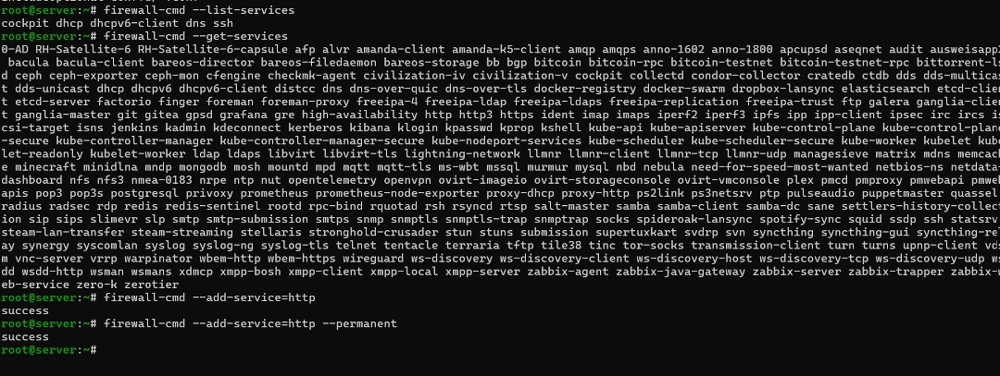 root@server:~# firewall-cmd --list-services
cockpit dhcp dhcpv6-client dns ssh
root@server:~# firewall-cmd --get-services
0-AD RH-Satellite-6 RH-Satellite-6-capsule afp alvr amanda-client amanda-k5-client amqp amqps anno-1602 anno-1800 apcupsd aseqnet audit ausweisapp2
bacula bacula-client bareos-director bareos-filedaemon bareos-storage bb bgp bitcoin bitcoin-rpc bitcoin-testnet bitcoin-testnet-rpc bittorrent-ls
d ceph ceph-exporter ceph-mon cfengine checkmk-agent civilization-iv civilization-v cockpit collectd condor-collector cratedb ctdb dds dds-multicas
t dds-unicast dhcp dhcpv6 dhcpv6-client distcc dns dns-over-quic dns-over-tls docker-registry docker-swarm dropbox-lansync elasticsearch etcd-clien
t etcd-server factorio finger foreman foreman-proxy freeipa-4 freeipa-ldap freeipa-ldaps freeipa-replication freeipa-trust ftp galera ganglia-clien
t ganglia-master git gitea gpsd grafana gre high-availability http http3 https ident imap imaps iperf2 iperf3 ipfs ipp ipp-client ipsec irc ircs is
csi-target isns jenkins kadmin kdeconnect kerberos kibana klogin kpasswd kprop kshell kube-api kube-apiserver kube-control-plane kube-control-plane
-secure kube-controller-manager kube-controller-manager-secure kube-nodeport-services kube-scheduler kube-scheduler-secure kube-worker kubelet kube
let-readonly kubelet-worker ldap ldaps libvirt libvirt-tls lightning-network llmnr llmnr-client llmnr-tcp llmnr-udp managesieve matrix mdns memcach
e minecraft minidlna mndp mongodb mosh mountd mpd mqtt mqtt-tls ms-wbt mssql murmur mysql nbd nebula need-for-speed-most-wanted netbios-ns netdata-
dashboard nfs nfs3 nmea-0183 nrpe ntp nut opentelemetry openvpn ovirt-imageio ovirt-storageconsole ovirt-vmconsole plex pmcd pmproxy pmwebapi pmweb
apis pop3 pop3s postgresql privoxy prometheus prometheus-node-exporter proxy-dhcp proxy-http ps2link ps3netsrv ptp pulseaudio puppetmaster quassel
radius radsec rdp redis redis-sentinel rootd rpc-bind rquotad rsh rsyncd rtsp salt-master samba samba-client samba-dc sane settlers-history-collect
ion sip sips slimevr slp smtp smtp-submission smtps snmp snmptls snmptls-trap snmptrap socks spideroak-lansync spotify-sync squid ssdp ssh statsrv
steam-lan-transfer steam-streaming stellaris stronghold-crusader stun stuns submission supertuxkart svdrp svn syncthing syncthing-gui syncthing-rel
ay synergy syscomlan syslog syslog-ng syslog-tls telnet tentacle terraria tftp tile38 tinc tor-socks transmission-client turn turns upnp-client vds
m vnc-server vrrp warpinator wbem-http wbem-https wireguard ws-discovery ws-discovery-client ws-discovery-host ws-discovery-tcp ws-discovery-udp ws
dd wsdd-http wsman wsmans xdmcp xmpp-bosh xmpp-client xmpp-local xmpp-server zabbix-agent zabbix-java-gateway zabbix-server zabbix-trapper zabbix-w
eb-service zero-k zerotier
root@server:~# firewall-cmd --add-service=http
success
root@server:~# firewall-cmd --add-service=http --permanent
success
root@server:~#